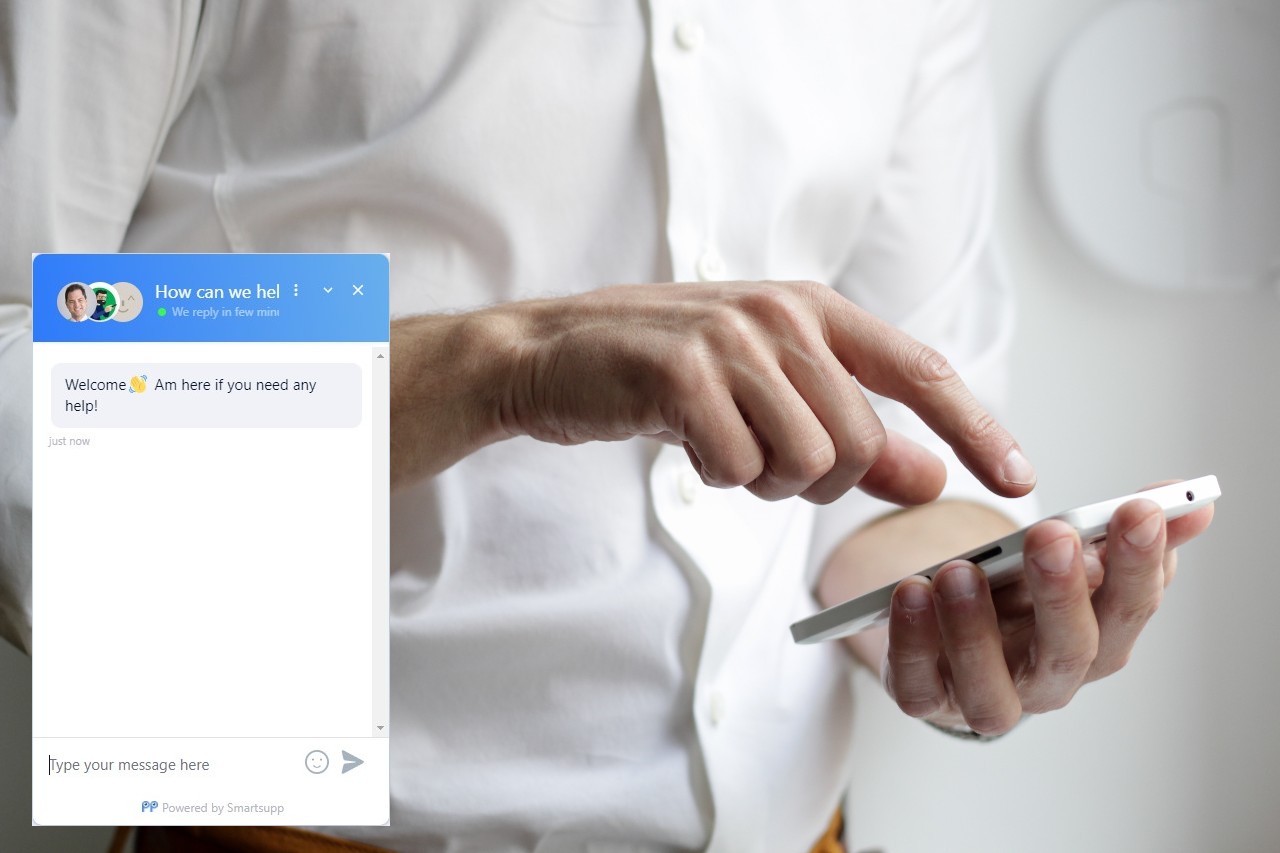 How can we hel
We reply in few min
Welcome👋 Am here if you need any
help!
just now
Type your message here
Powered by Smartsupp